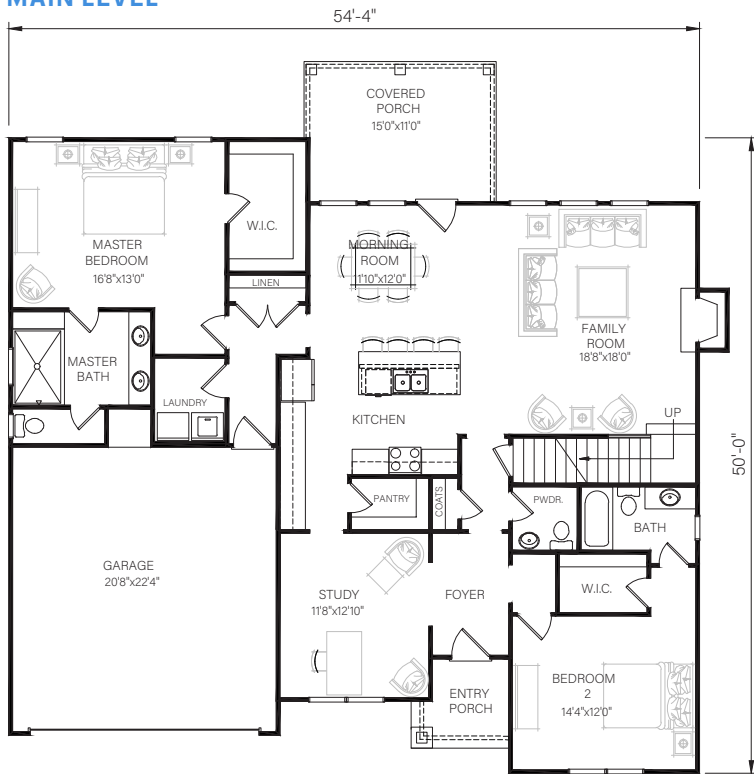 MAIN LEVEL
54'-4"
COVERED
PORCH
15'0"x11'0"
W.I.C.
MASTER
BEDROOM
16'8"x13'0"
MORNING
ROOM
11'10"x12'0"
LINEN
FAMILY
ROOM
18'8"x18'0"
MASTER
BATH
LAUNDRY
KITCHEN
UP
50'-0"
PANTRY
COATS
PWDR.
BATH
GARAGE
20'8"x22'4"
STUDY
11'8"x12'10"
FOYER
W.I.C.
ENTRY
PORCH
BEDROOM
2
14'4"x12'0"